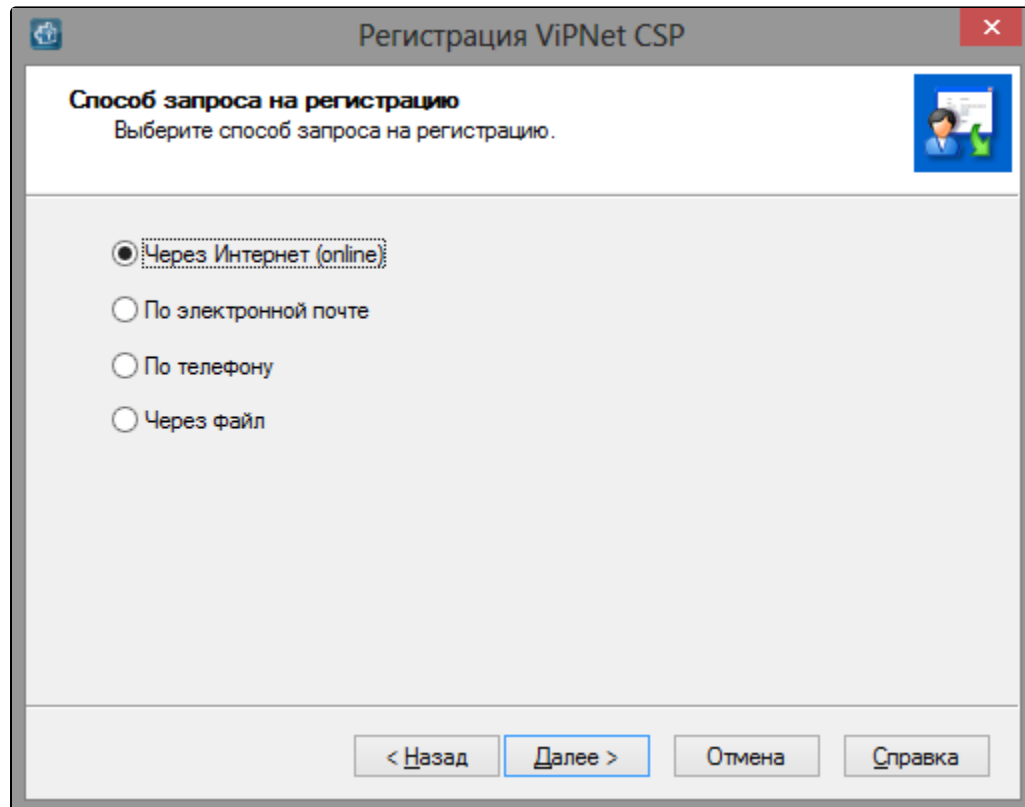 Регистрация ViPNet CSP
Способ запроса на регистрацию
Выберите способ запроса на регистрацию.
Через Интернет (online)
По электронной почте
По телефону
Через файл
< Назад Далее > Отмена Справка